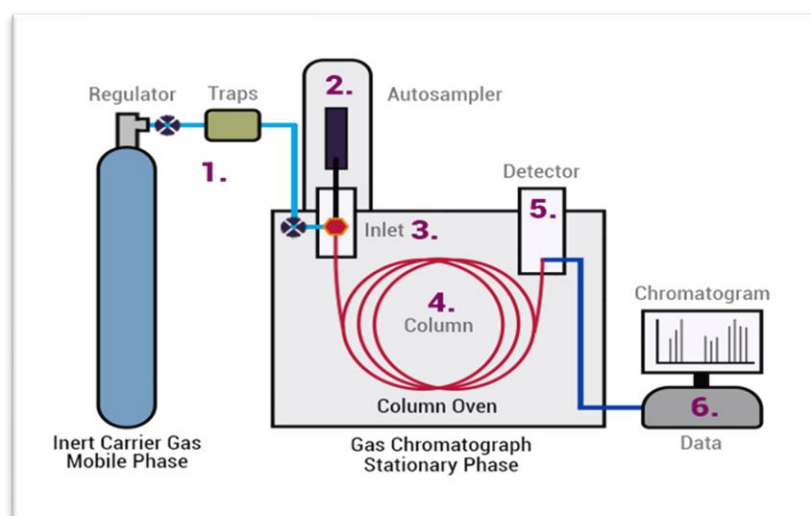 2.
Regulator
Traps
Autosampler
1.
Detector
5.
Inlet 3.
4.
Column
Chromatogram
Column Oven
6.
Inert Carrier Gas
Mobile Phase
Gas Chromatograph
Stationary Phase
Data